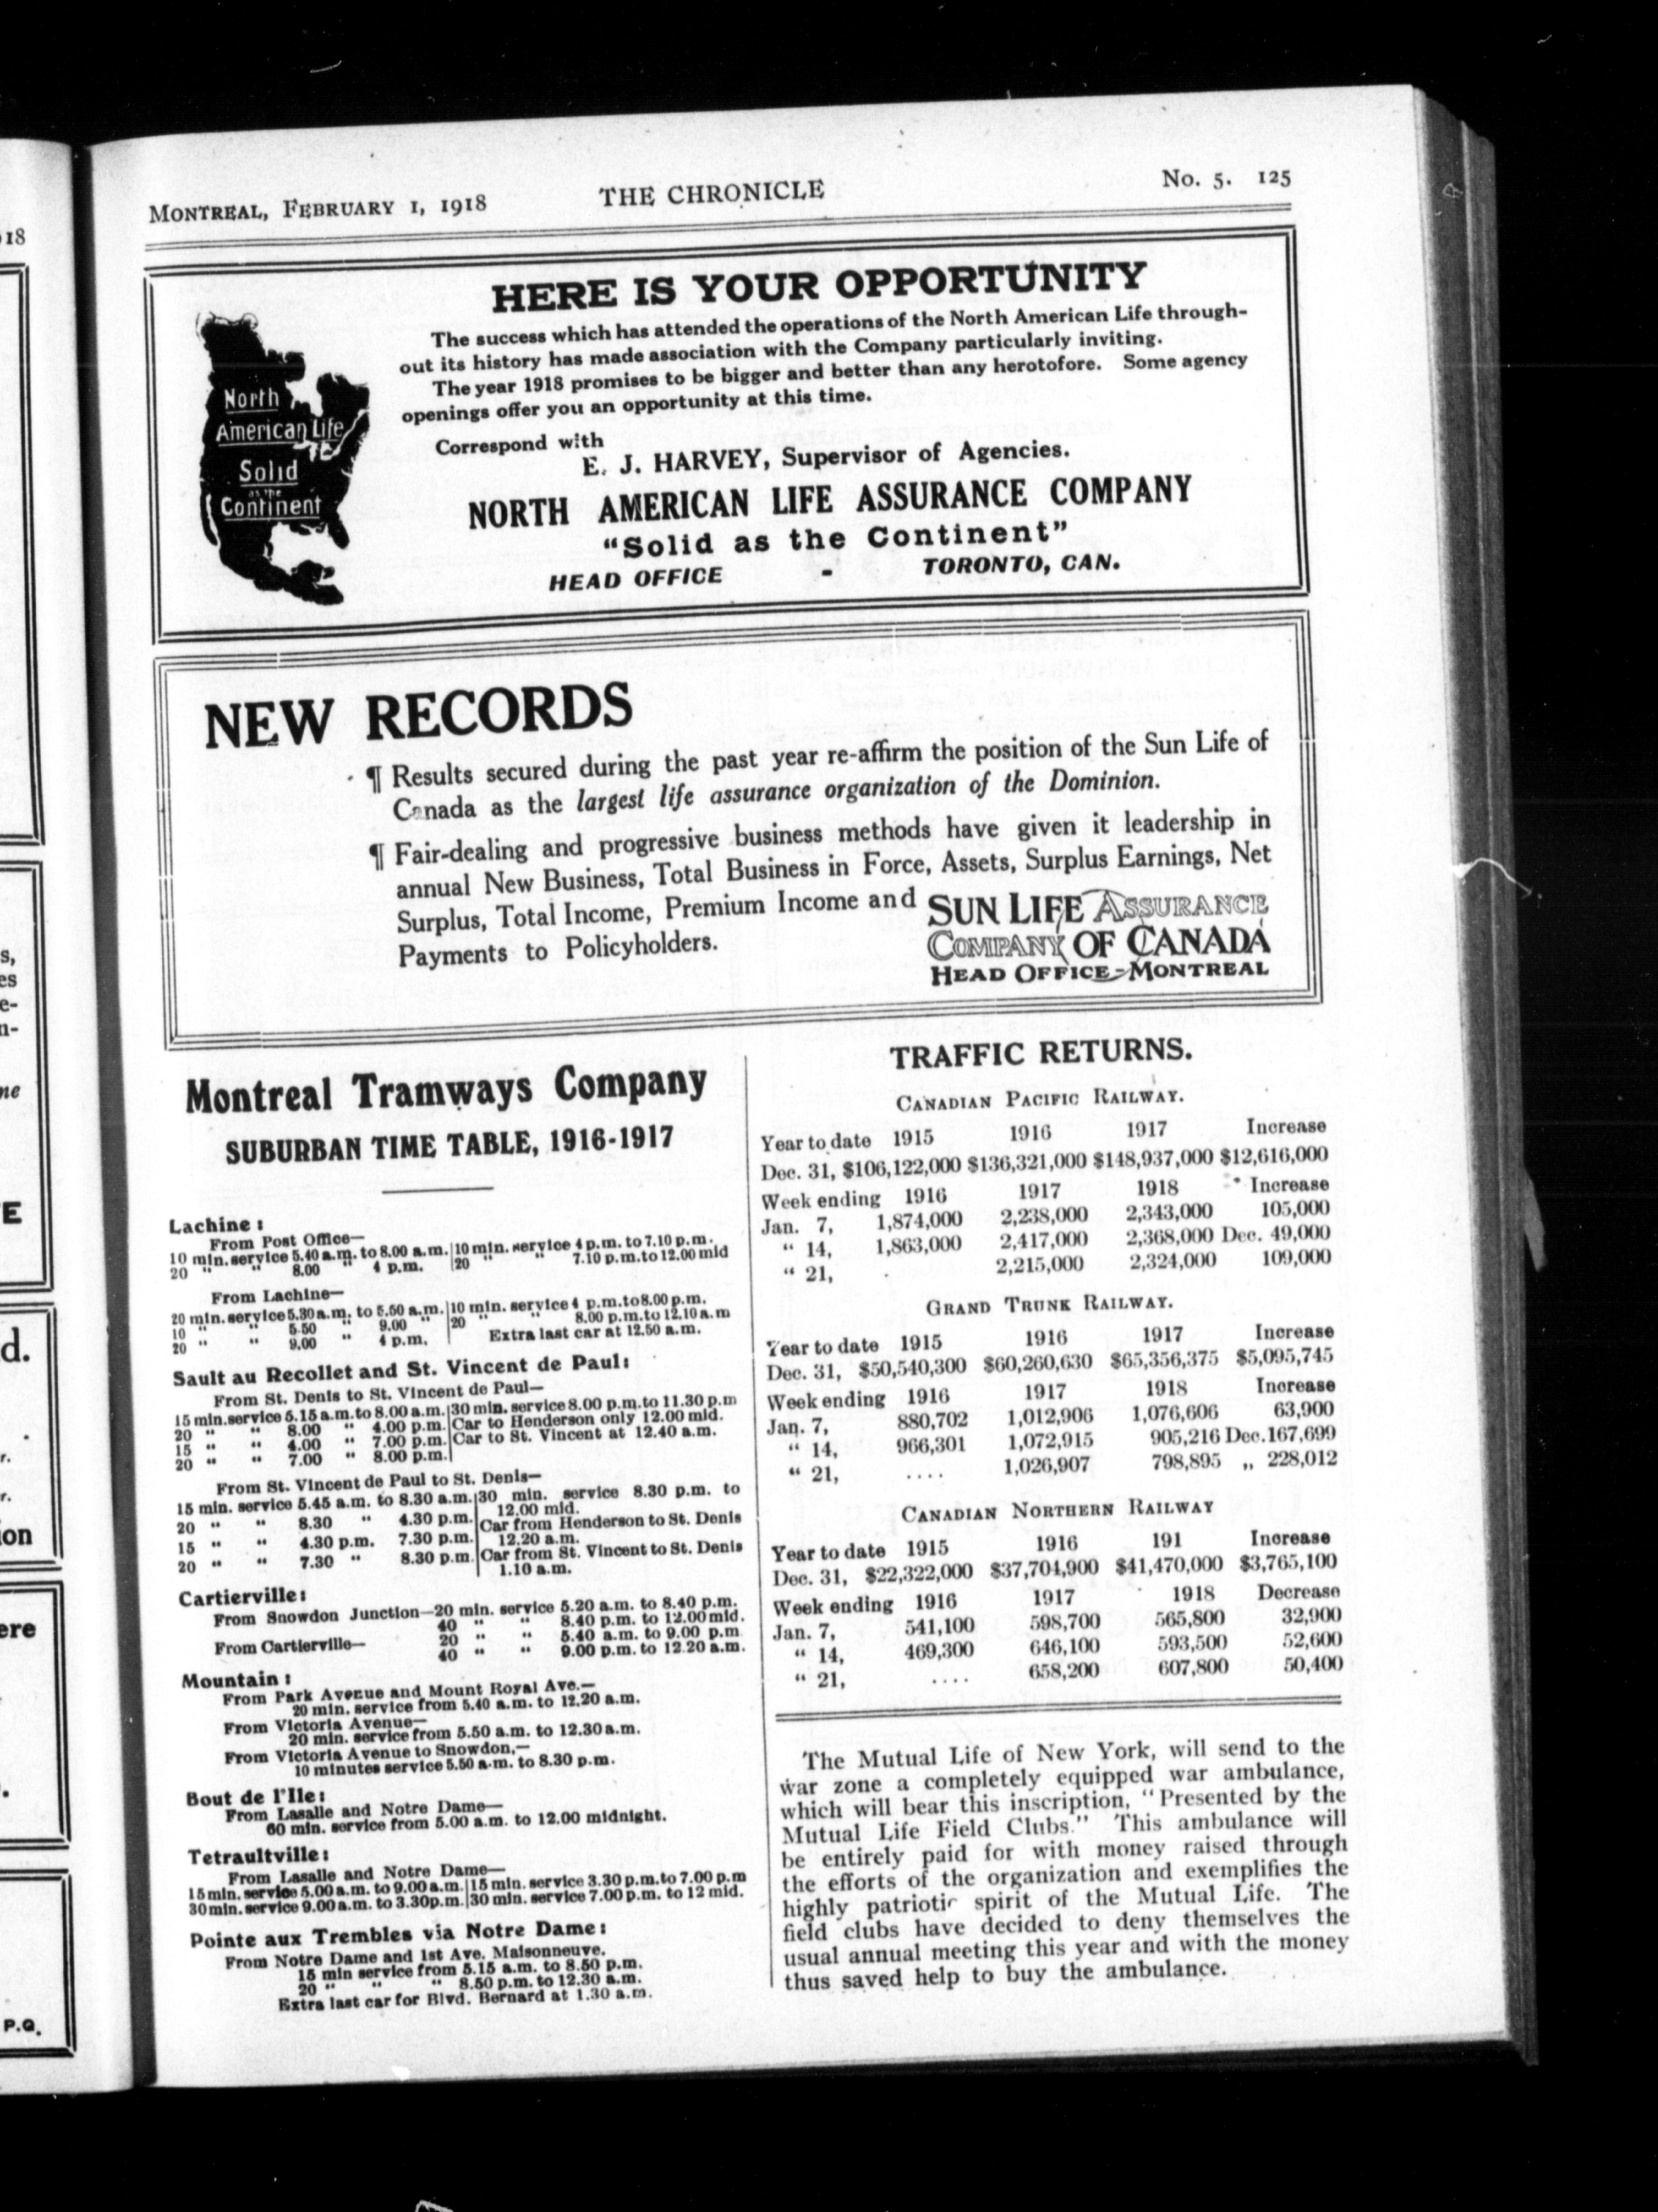 MONTREAL, FEBRUARY 1, 1918 THE CHRONICLE No. 5. 125
HERE IS YOUR OPPORTUNITY
The success which has attended the operations of the North American Life through-
out its history has made association with the Company particularly inviting.
The year 1918 promises to be bigger and better than any herotofore. Some agency
openings offer you an opportunity at this time.
Correspond with
E. J. HARVEY, Supervisor of Agencies.
NORTH AMERICAN LIFE ASSURANCE COMPANY
"Solid as the Continent"
HEAD OFFICE - TORONTO, CAN.
North
American Life
Solid
as the
Continent
NEW RECORDS
¶ Results secured during the past year re-affirm the position of the Sun Life of
Canada as the largest life assurance organization of the Dominion.
¶ Fair-dealing and progressive business methods have given it leadership in
annual New Business, Total Business in Force, Assets, Surplus Earnings, Net
Surplus, Total Income, Premium Income and
Payments to Policyholders.
SUN LIFE ASSURANCE
COMPANY OF CANADA
HEAD OFFICE-MONTREAL
Montreal Tramways Company
SUBURBAN TIME TABLE, 1916-1917
Lachine:
From Post Office—
10 min. service 5.40 a.m. to 8.00 a.m. | 10 min. service 4 p.m. to 7.10 p.m.
20 " " 8.00 " 4 p.m. | 20 " " 7.10 p.m. to 12.00 mid
From Lachine—
20 min. service 5.30 a.m. to 5.50 a.m. | 10 min. service 4 p.m. to 8.00 p.m.
10 " " 5.50 " 9.00 " | 20 " " 8.00 p.m. to 12.10 a.m
20 " " 9.00 " 4 p.m. | Extra last car at 12.50 a.m.
Sault au Recollet and St. Vincent de Paul:
From St. Denis to St. Vincent de Paul—
15 min. service 5.15 a.m. to 8.00 a.m. | 30 min. service 8.00 p.m. to 11.30 p.m
20 " " 8.00 " 4.00 p.m. | Car to Henderson only 12.00 mid.
15 " " 4.00 " 7.00 p.m. | Car to St. Vincent at 12.40 a.m.
20 " " 7.00 " 8.00 p.m. |
From St. Vincent de Paul to St. Denis—
15 min. service 5.45 a.m. to 8.30 a.m. | 30 min. service 8.30 p.m. to
12.00 mid.
20 " " 8.30 " 4.30 p.m. | Car from Henderson to St. Denis
15 " " 4.30 p.m. 7.30 p.m. | 12.20 a.m.
20 " " 7.30 " 8.30 p.m. | Car from St. Vincent to St. Denis
1.10 a.m.
Cartierville:
From Snowdon Junction—20 min. service 5.20 a.m. to 8.40 p.m.
40 " " 8.40 p.m. to 12.00 mid.
From Cartierville— 20 " " 5.40 a.m. to 9.00 p.m
40 " " 9.00 p.m. to 12.20 a.m.
Mountain:
From Park Avenue and Mount Royal Ave.—
20 min. service from 5.40 a.m. to 12.20 a.m.
From Victoria Avenue—
20 min. service from 5.50 a.m. to 12.30 a.m.
From Victoria Avenue to Snowdon,—
10 minutes service 5.50 a.m. to 8.30 p.m.
Bout de l'Ile:
From Lasalle and Notre Dame—
60 min. service from 5.00 a.m. to 12.00 midnight.
Tetraultville:
From Lasalle and Notre Dame—
15 min. service 5.00 a.m. to 9.00 a.m. | 15 min. service 3.30 p.m. to 7.00 p.m
30 min. service 9.00 a.m. to 3.30p.m. | 30 min. service 7.00 p.m. to 12 mid.
Pointe aux Trembles via Notre Dame:
From Notre Dame and 1st Ave. Maisonneuve.
15 min service from 5.15 a.m. to 8.50 p.m.
20 " " " 8.50 p.m. to 12.30 a.m.
Extra last car for Blvd. Bernard at 1.30 a.m.
TRAFFIC RETURNS.
CANADIAN PACIFIC RAILWAY.
Year to date 1915 1916 1917 Increase
Dec. 31, $106,122,000 $136,321,000 $148,937,000 $12,616,000
Week ending 1916 1917 1918 Increase
Jan. 7, 1,874,000 2,238,000 2,343,000 105,000
" 14, 1,863,000 2,417,000 2,368,000 Dec. 49,000
" 21, 2,215,000 2,324,000 109,000
GRAND TRUNK RAILWAY.
Year to date 1915 1916 1917 Increase
Dec. 31, $50,540,300 $60,260,630 $65,356,375 $5,095,745
Week ending 1916 1917 1918 Increase
Jan. 7, 880,702 1,012,906 1,076,606 63,900
" 14, 966,301 1,072,915 905,216 Dec. 167,699
" 21, .... 1,026,907 798,895 „ 228,012
CANADIAN NORTHERN RAILWAY
Year to date 1915 1916 191 Increase
Dec. 31, $22,322,000 $37,704,900 $41,470,000 $3,765,100
Week ending 1916 1917 1918 Decrease
Jan. 7, 541,100 598,700 565,800 32,900
" 14, 469,300 646,100 593,500 52,600
" 21, .... 658,200 607,800 50,400
The Mutual Life of New York, will send to the
war zone a completely equipped war ambulance,
which will bear this inscription, "Presented by the
Mutual Life Field Clubs." This ambulance will
be entirely paid for with money raised through
the efforts of the organization and exemplifies the
highly patriotic spirit of the Mutual Life. The
field clubs have decided to deny themselves the
usual annual meeting this year and with the money
thus saved help to buy the ambulance.